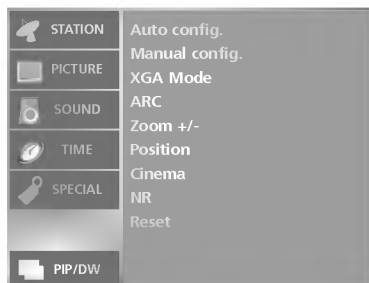 STATION
PICTURE
SOUND
TIME
SPECIAL
PIP/DW
Auto config.
Manual config.
XGA Mode
ARC
Zoom +/-
Position
Cinema
NR
Reset